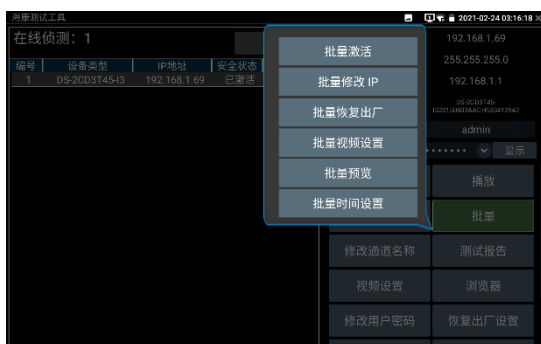 海康测试工具
2021-02-24 03:16:18
在线侦测：1
编号 设备类型 IP地址 安全状态
1 DS-2CD3T45-I3 192.168.1.69 已激活
批量激活
批量修改 IP
批量恢复出厂
批量视频设置
批量预览
批量时间设置
192.168.1.69
255.255.255.0
192.168.1.1
DS-2CD3T45-
admin
显示
播放
批量
修改通道名称 测试报告
视频设置 浏览器
修改用户密码 恢复出厂设置